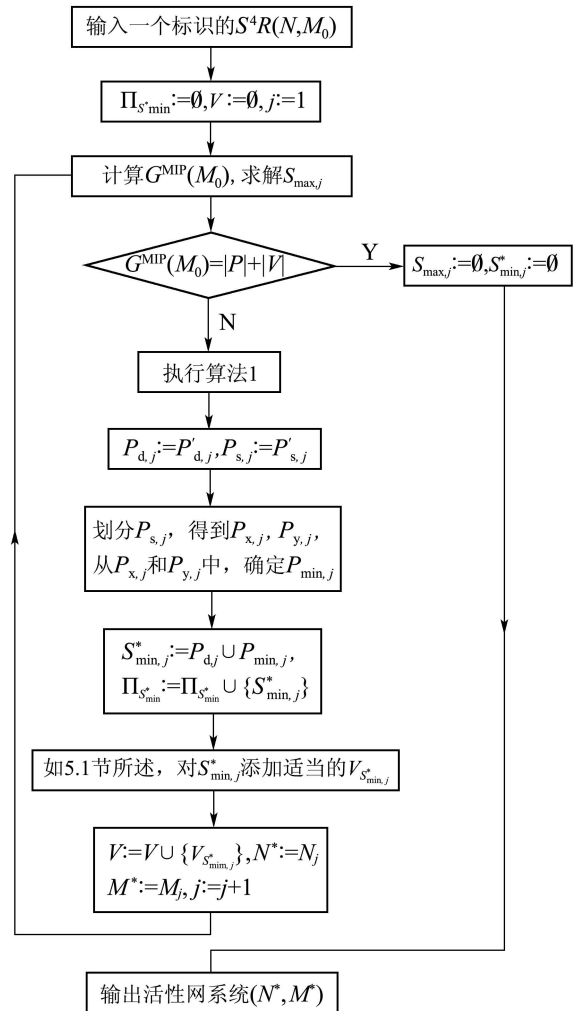 输入一个标识的S⁴R(N,M₀)
Π_{S*min}:=∅,V:=∅,j:=1
计算G^{MIP}(M₀),求解S_{max,j}
G^{MIP}(M₀)=|P|+|V|
Y
S_{max,j}:=∅,S*_{min,j}:=∅
N
执行算法1
P_{d,j}:=P'_{d,j},P_{s,j}:=P'_{s,j}
划分P_{s,j}，得到P_{x,j},P_{y,j}，
从P_{x,j}和P_{y,j}中，确定P_{min,j}
S*_{min,j}:=P_{d,j}∪P_{min,j},
Π_{S*min}:=Π_{S*min}∪{S*_{min,j}}
如5.1节所述，对S*_{min,j}添加适当的V_{S*min,j}
V:=V∪{V_{S*min,j}},N*:=N_j
M*:=M_j,j:=j+1
输出活性网系统(N*,M*)